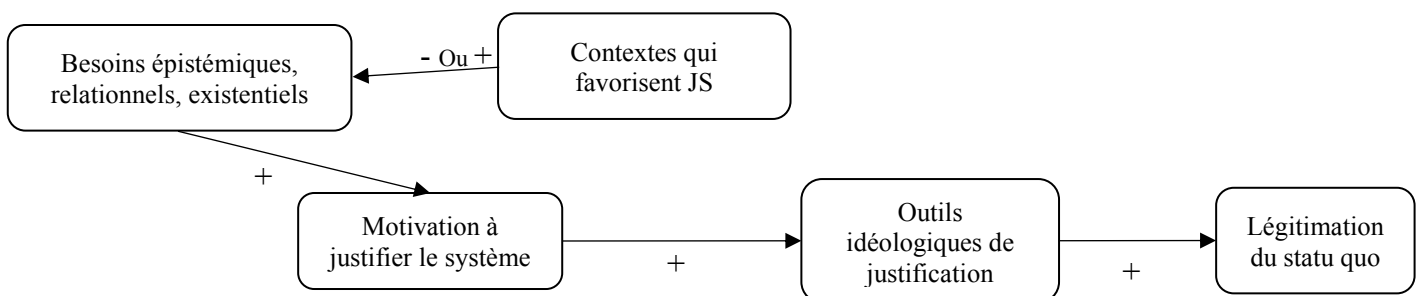 Besoins épistémiques,
relationnels, existentiels
- Ou +
Contextes qui
favorisent JS
+
Motivation à
justifier le système
+
Outils
idéologiques de
justification
+
Légitimation
du statu quo